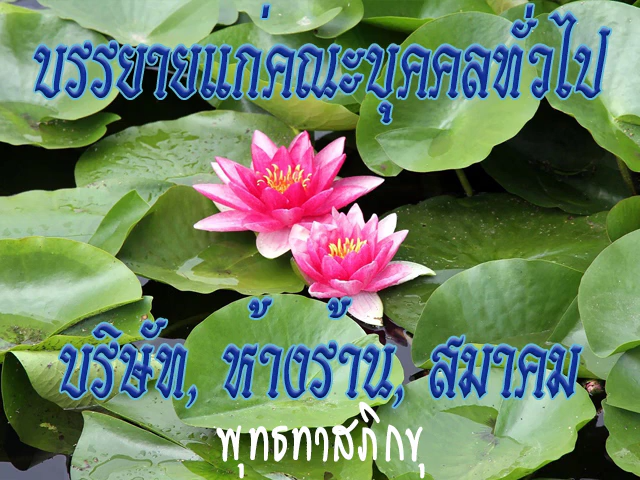 บรรยายแก่คณะบุคคลทั่วไป
บริษัท, ห้างร้าน, สมาคม
พุทธทาสภิกขุ